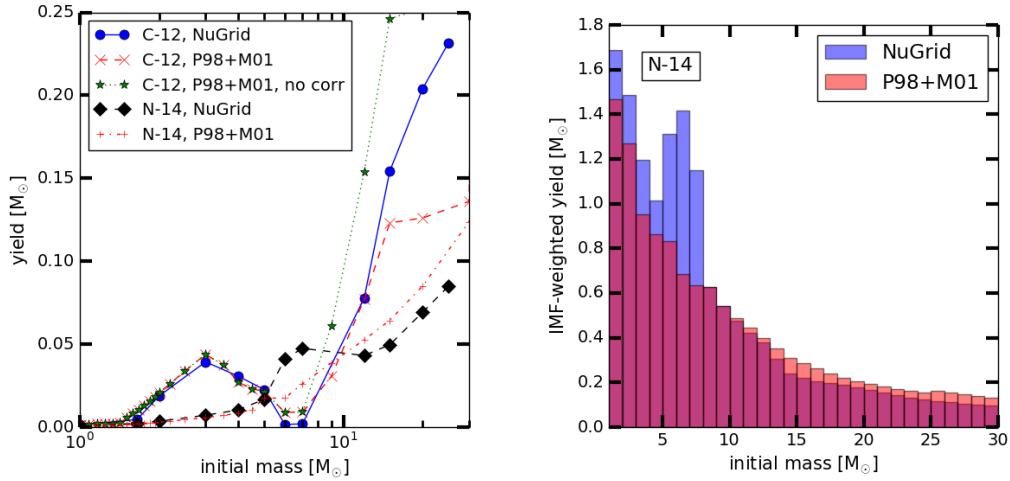 0.25
0.20
0.15
0.10
0.05
0.00
yield [M⊙]
C-12, NuGrid
C-12, P98+M01
C-12, P98+M01, no corr
N-14, NuGrid
N-14, P98+M01
10⁰
10¹
initial mass [M⊙]
1.8
1.6
1.4
1.2
1.0
0.8
0.6
0.4
0.2
0.0
IMF-weighted yield [M⊙]
N-14
NuGrid
P98+M01
5
10
15
20
25
30
initial mass [M⊙]